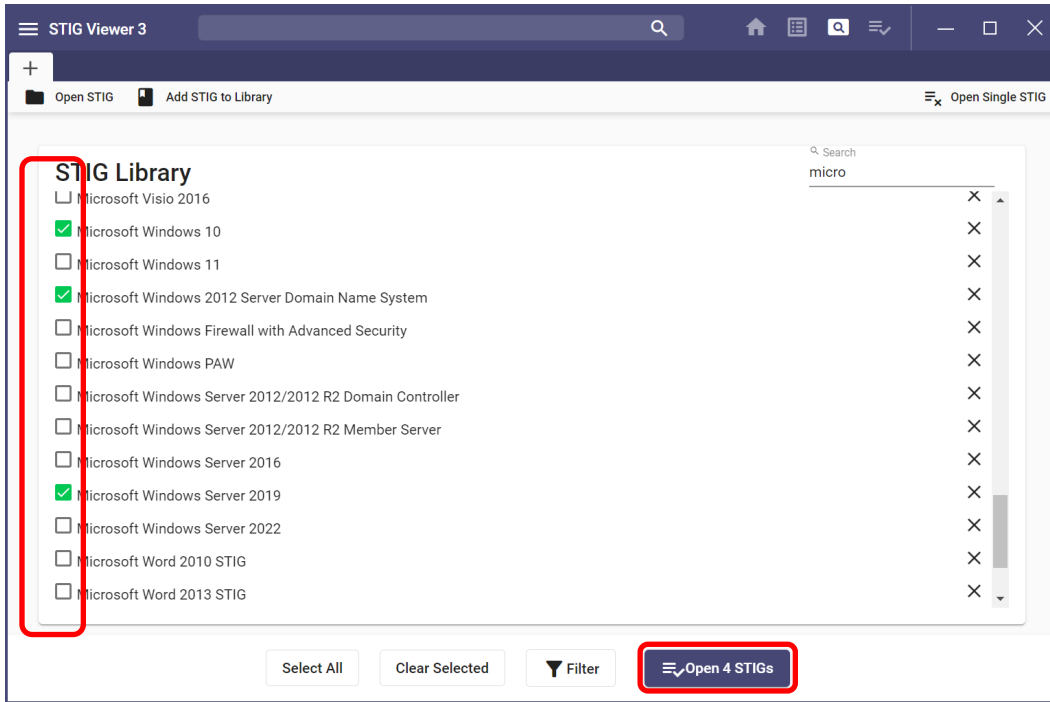 STIG Viewer 3
Open STIG Add STIG to Library Open Single STIG
STIG Library
Search
micro
Microsoft Visio 2016
Microsoft Windows 10
Microsoft Windows 11
Microsoft Windows 2012 Server Domain Name System
Microsoft Windows Firewall with Advanced Security
Microsoft Windows PAW
Microsoft Windows Server 2012/2012 R2 Domain Controller
Microsoft Windows Server 2012/2012 R2 Member Server
Microsoft Windows Server 2016
Microsoft Windows Server 2019
Microsoft Windows Server 2022
Microsoft Word 2010 STIG
Microsoft Word 2013 STIG
Select All Clear Selected Filter Open 4 STIGs